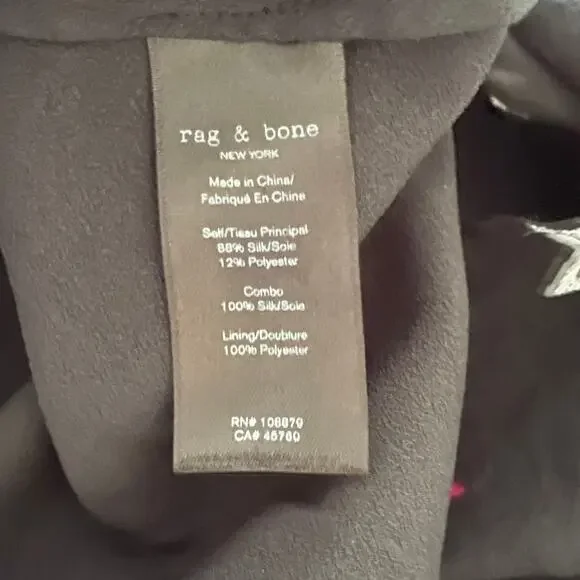 rag & bone
NEW YORK
Made in China/
Fabriqué En Chine
Self/Tissu Principal
88% Silk/Soie
12% Polyester
Combo
100% Silk/Soie
Lining/Doublure
100% Polyester
RN# 106879
CA# 45760